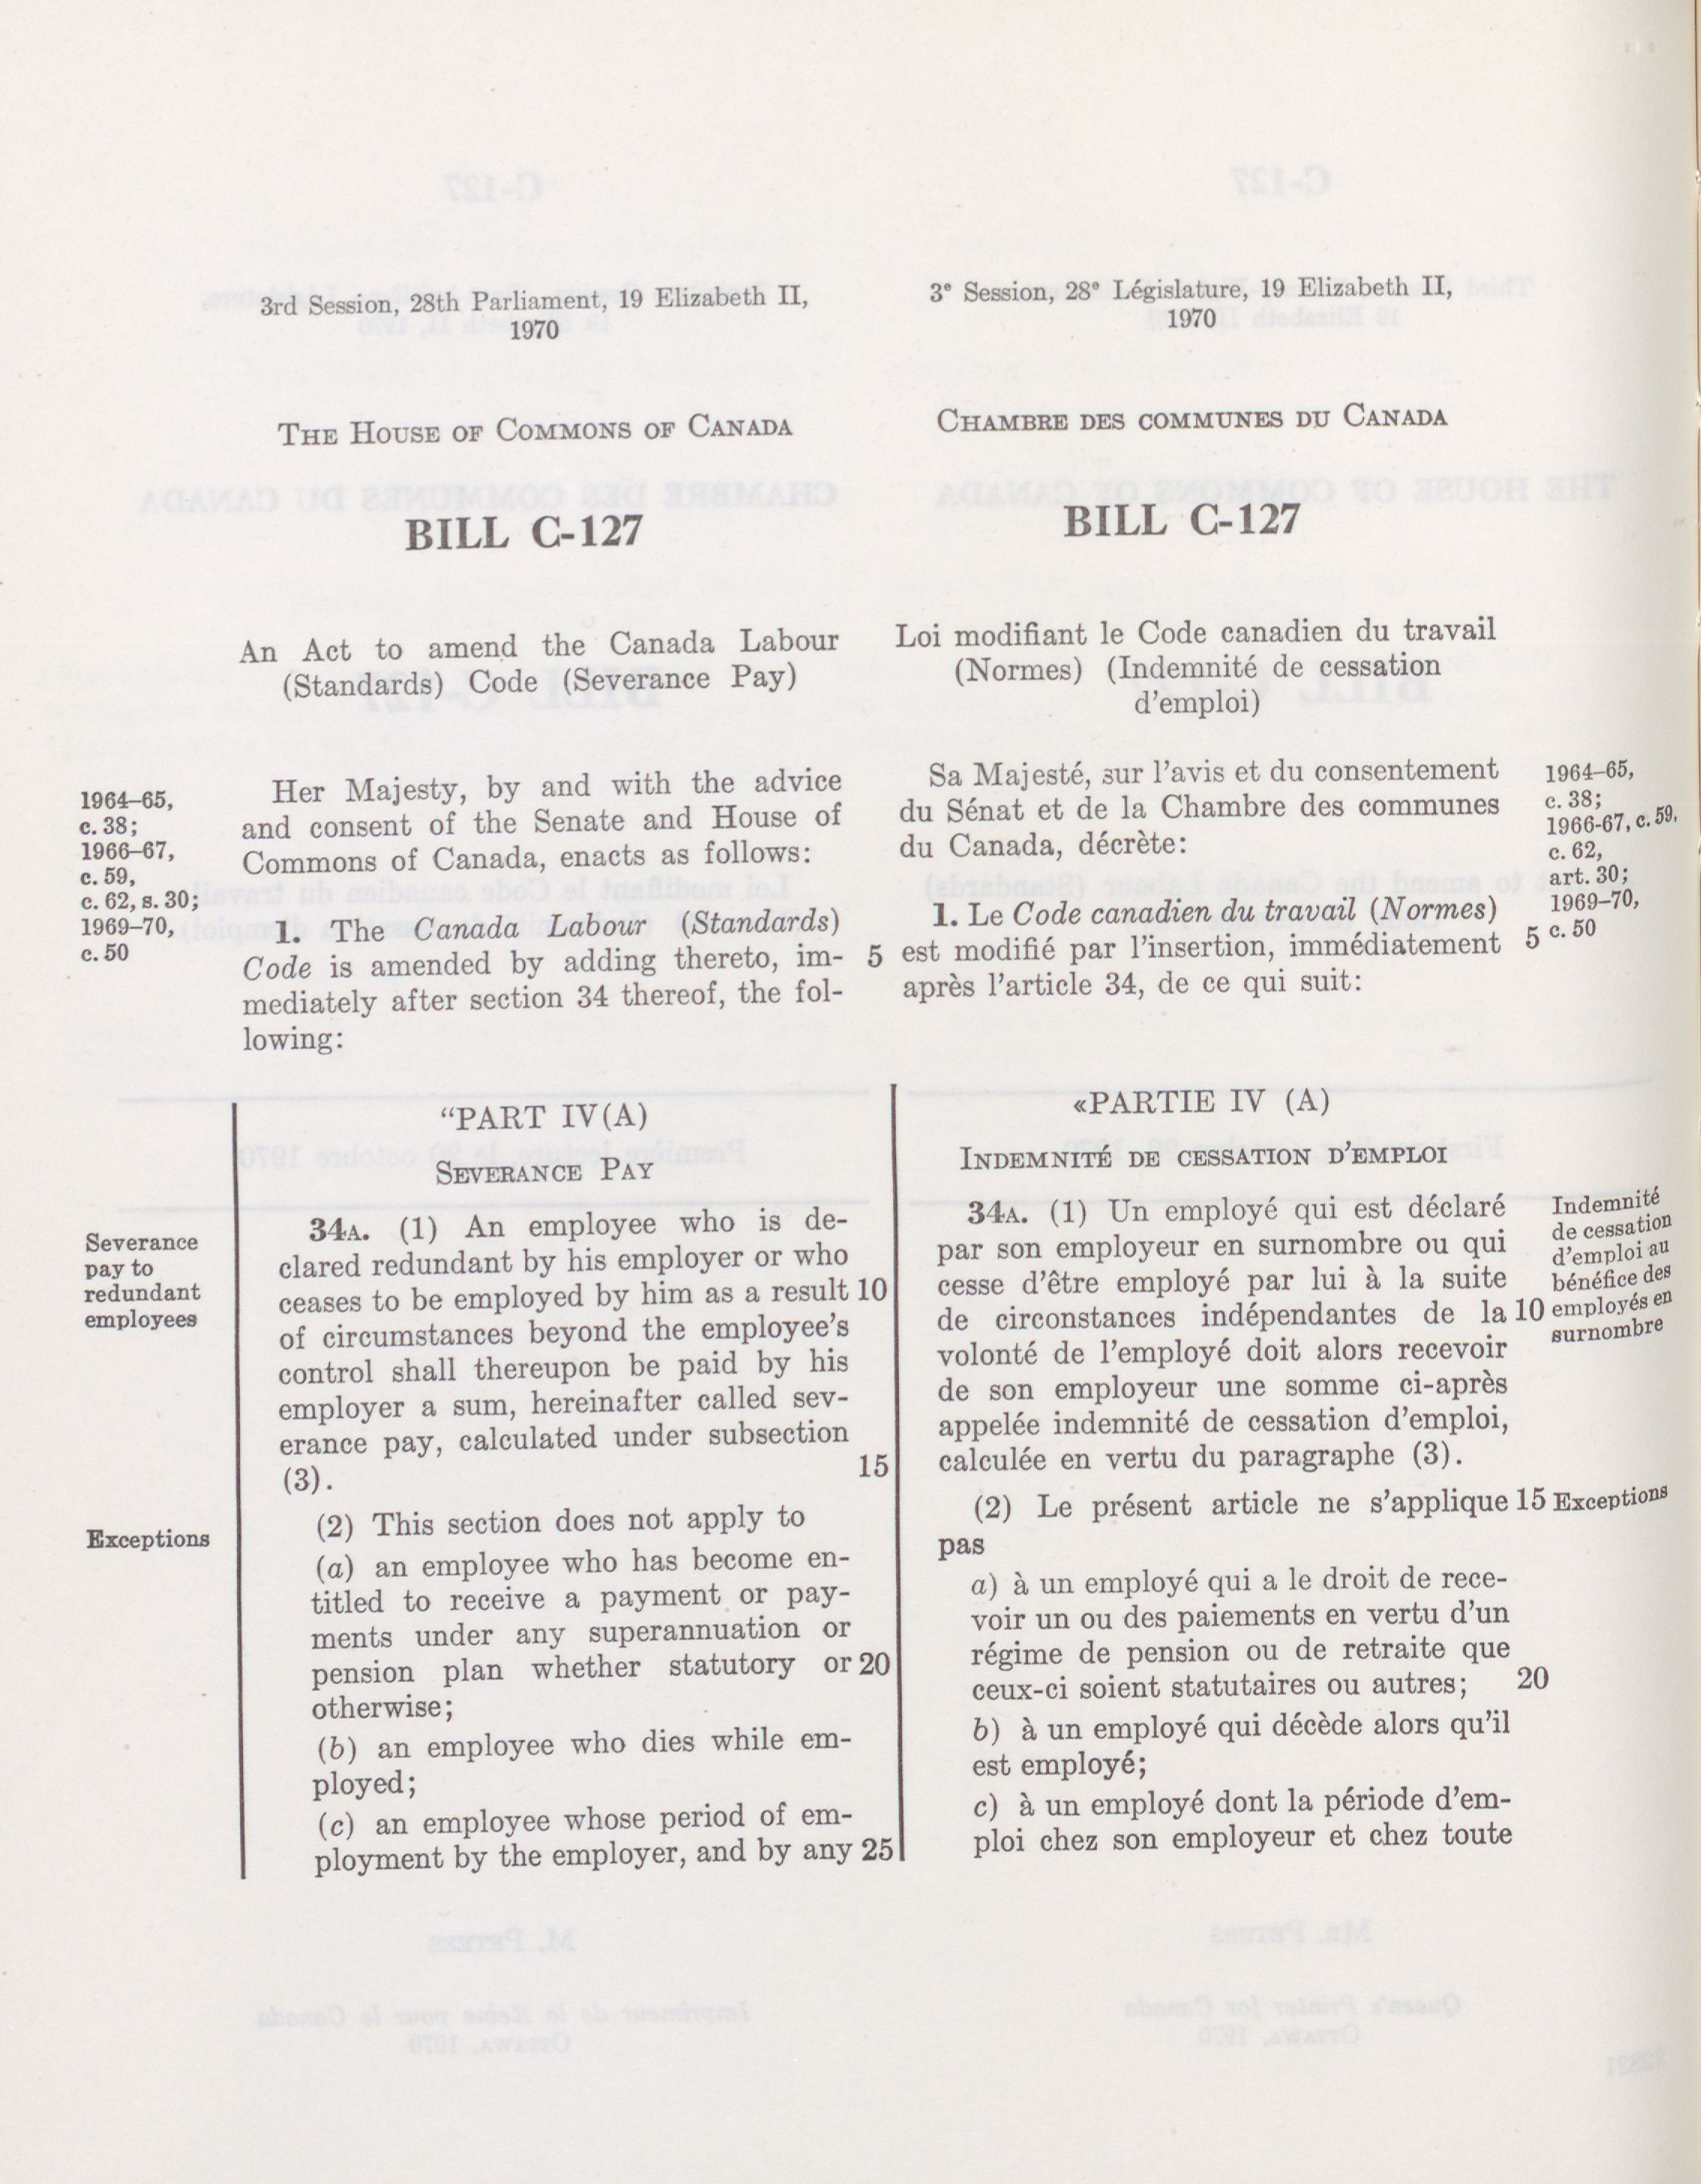 3rd Session, 28th Parliament, 19 Elizabeth II,
1970
THE HOUSE OF COMMONS OF CANADA
BILL C-127
An Act to amend the Canada Labour
(Standards) Code (Severance Pay)
1964–65,
c. 38;
1966–67,
c. 59,
c. 62, s. 30;
1969–70,
c. 50
Her Majesty, by and with the advice
and consent of the Senate and House of
Commons of Canada, enacts as follows:
1. The Canada Labour (Standards)
Code is amended by adding thereto, im- 5
mediately after section 34 thereof, the fol-
lowing:
“PART IV(A)
SEVERANCE PAY
Severance
pay to
redundant
employees
34A. (1) An employee who is de-
clared redundant by his employer or who
ceases to be employed by him as a result 10
of circumstances beyond the employee’s
control shall thereupon be paid by his
employer a sum, hereinafter called sev-
erance pay, calculated under subsection
(3). 15
Exceptions
(2) This section does not apply to
(a) an employee who has become en-
titled to receive a payment or pay-
ments under any superannuation or
pension plan whether statutory or 20
otherwise;
(b) an employee who dies while em-
ployed;
(c) an employee whose period of em-
ployment by the employer, and by any 25
3e Session, 28e Législature, 19 Elizabeth II,
1970
CHAMBRE DES COMMUNES DU CANADA
BILL C-127
Loi modifiant le Code canadien du travail
(Normes) (Indemnité de cessation
d’emploi)
Sa Majesté, sur l’avis et du consentement
du Sénat et de la Chambre des communes
du Canada, décrète:
1964–65,
c. 38;
1966-67, c. 59,
c. 62,
art. 30;
1969–70,
c. 50
1. Le Code canadien du travail (Normes)
est modifié par l’insertion, immédiatement 5
après l’article 34, de ce qui suit:
«PARTIE IV (A)
INDEMNITÉ DE CESSATION D’EMPLOI
34A. (1) Un employé qui est déclaré
par son employeur en surnombre ou qui
cesse d’être employé par lui à la suite
de circonstances indépendantes de la 10
volonté de l’employé doit alors recevoir
de son employeur une somme ci-après
appelée indemnité de cessation d’emploi,
calculée en vertu du paragraphe (3).
Indemnité
de cessation
d’emploi au
bénéfice des
employés en
surnombre
(2) Le présent article ne s’applique 15
pas
Exceptions
a) à un employé qui a le droit de rece-
voir un ou des paiements en vertu d’un
régime de pension ou de retraite que
ceux-ci soient statutaires ou autres; 20
b) à un employé qui décède alors qu’il
est employé;
c) à un employé dont la période d’em-
ploi chez son employeur et chez toute